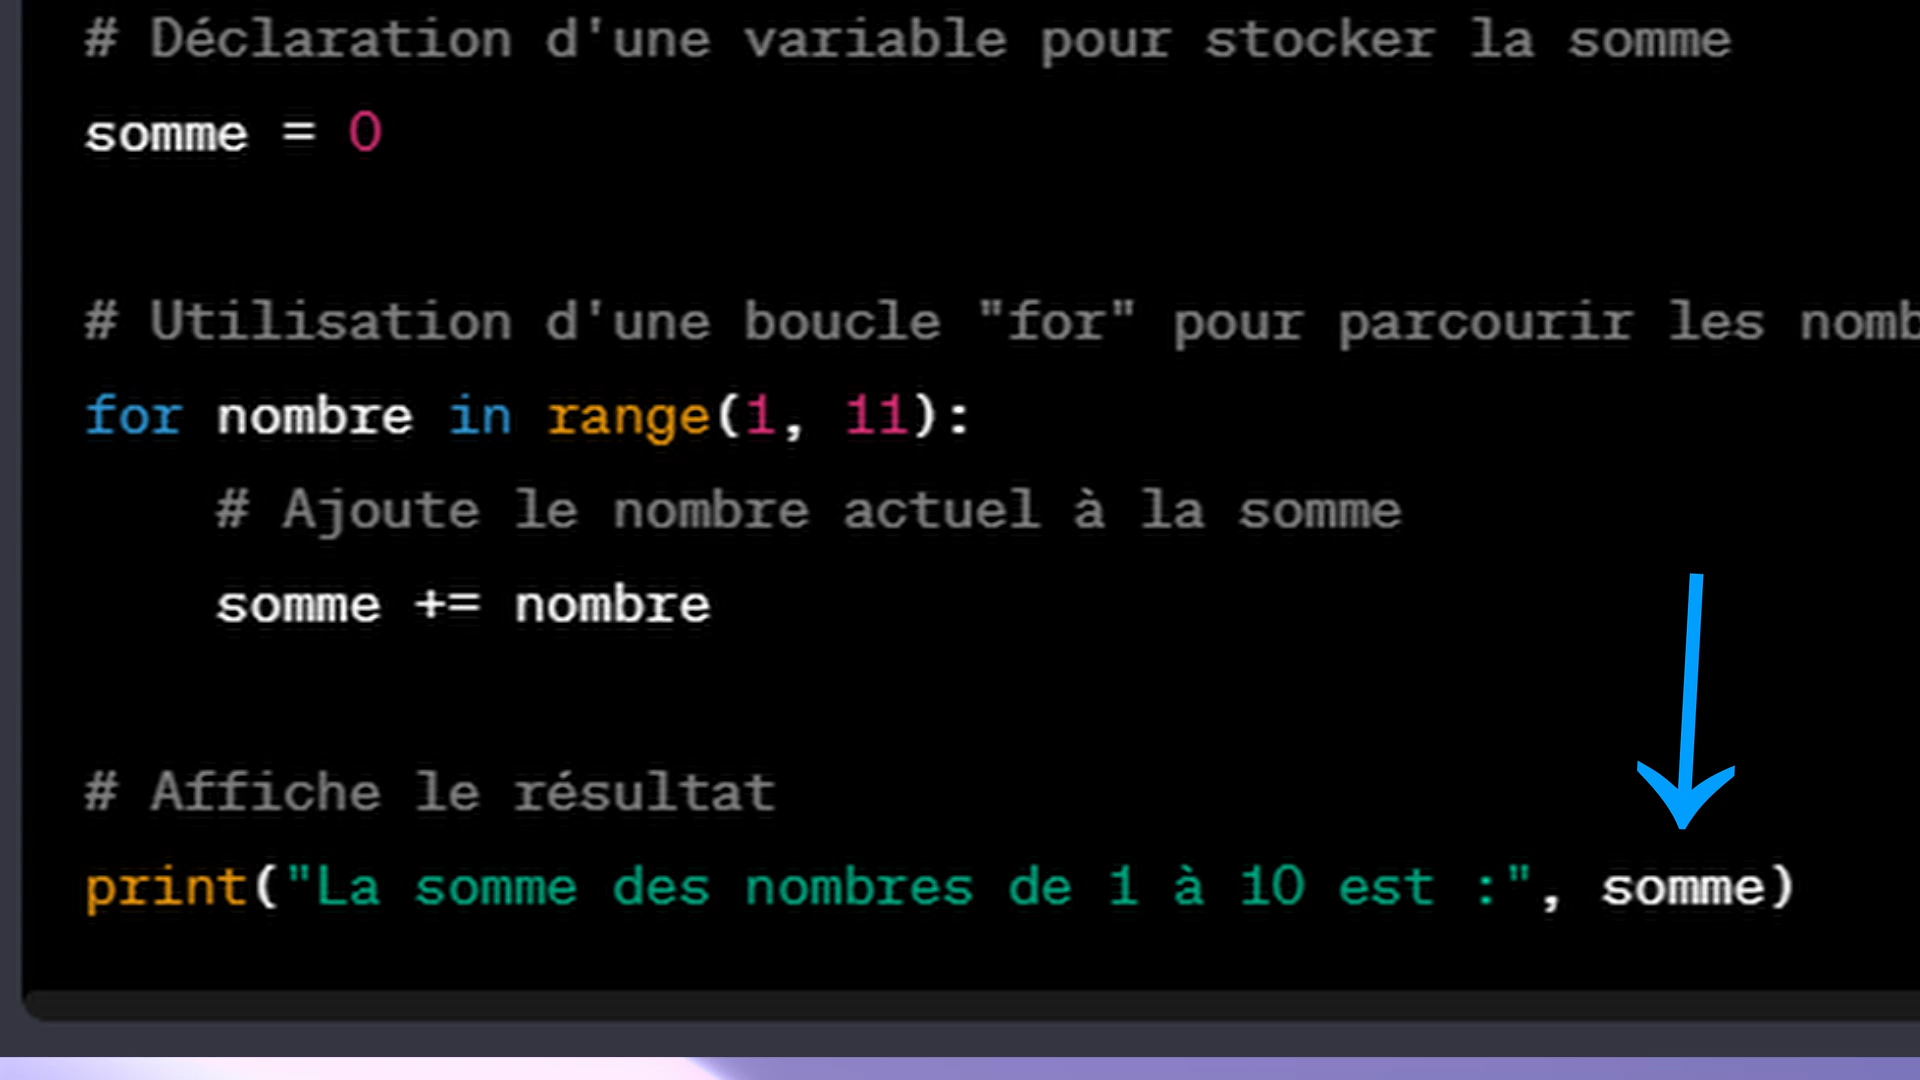 # Déclaration d'une variable pour stocker la somme
somme = 0
# Utilisation d'une boucle "for" pour parcourir les nomb
for nombre in range(1, 11):
# Ajoute le nombre actuel à la somme
somme += nombre
# Affiche le résultat
print("La somme des nombres de 1 à 10 est :", somme)